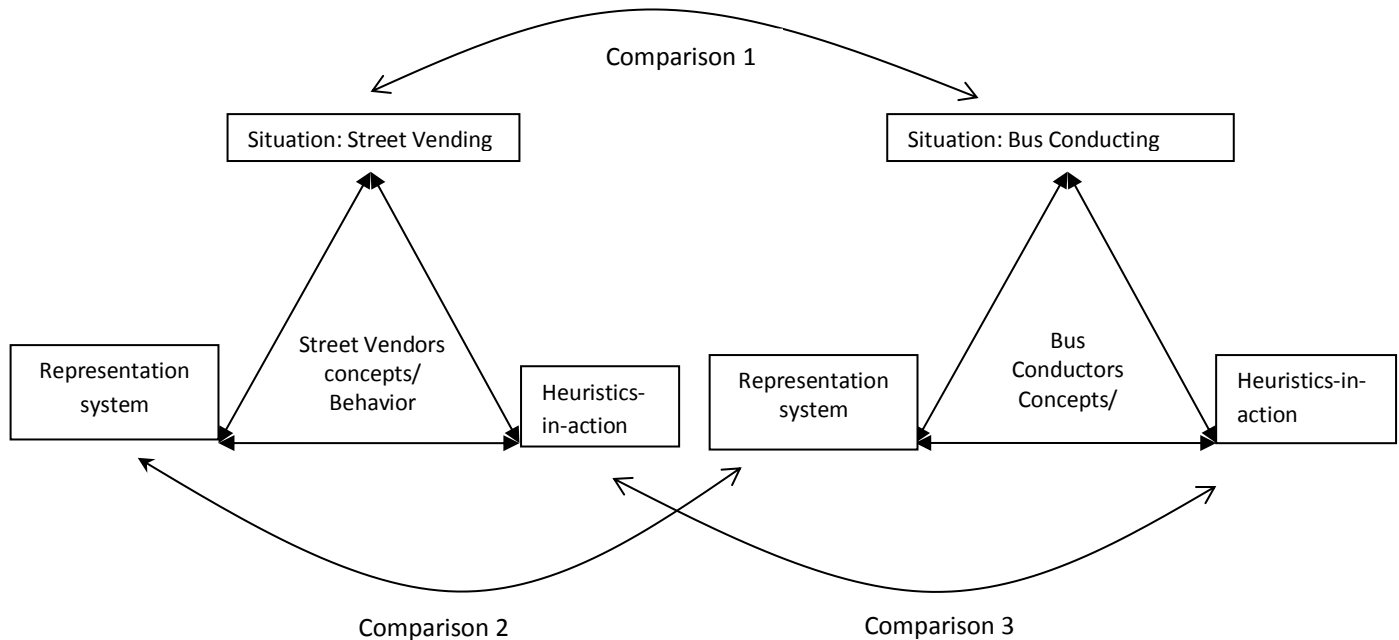 Comparison 1
Situation: Street Vending
Situation: Bus Conducting
Street Vendors
concepts/
Behavior
Bus
Conductors
Concepts/
Representation
system
Heuristics-
in-action
Representation
system
Heuristics-in-
action
Comparison 2
Comparison 3